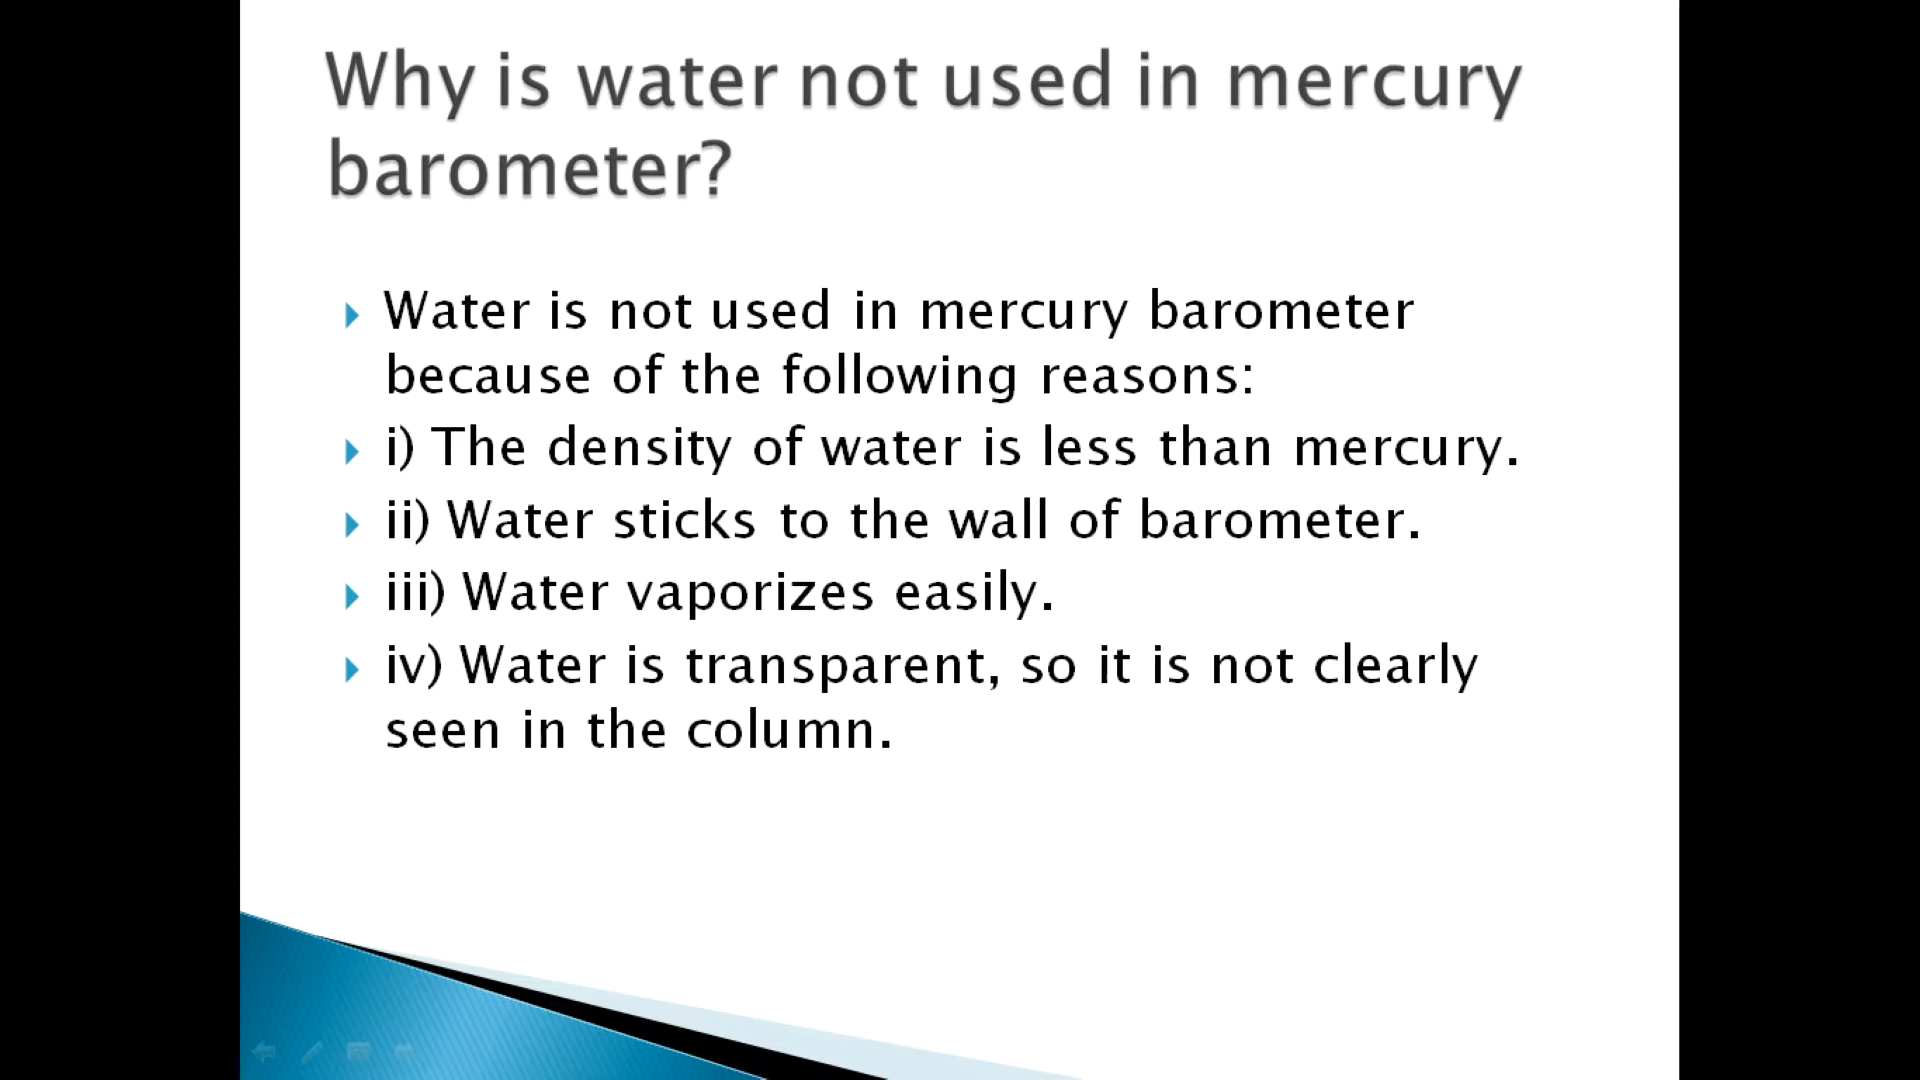 Why is water not used in mercury
barometer?
Water is not used in mercury barometer
because of the following reasons:
i) The density of water is less than mercury.
ii) Water sticks to the wall of barometer.
iii) Water vaporizes easily.
iv) Water is transparent, so it is not clearly
seen in the column.